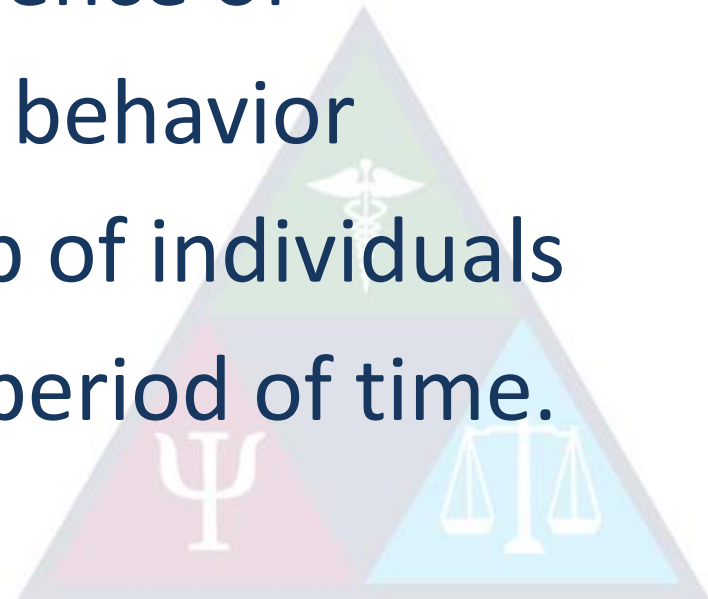 behavior
of individuals
period of time.